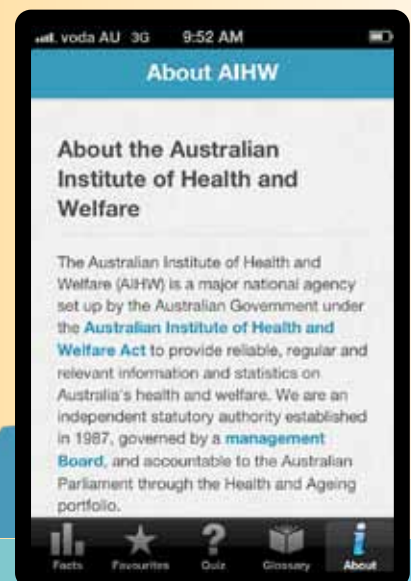 voda AU 3G 9:52 AM
About AIHW
About the Australian
Institute of Health and
Welfare
The Australian Institute of Health and
Welfare (AIHW) is a major national agency
set up by the Australian Government under
the Australian Institute of Health and
Welfare Act to provide reliable, regular and
relevant information and statistics on
Australia's health and welfare. We are an
independent statutory authority established
in 1987, governed by a management
Board, and accountable to the Australian
Parliament through the Health and Ageing
portfolio.
Facts Favourites Quiz Glossary About